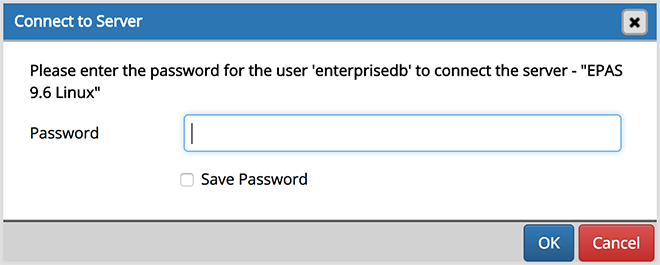 Connect to Server
Please enter the password for the user 'enterprisedb' to connect the server - "EPAS
9.6 Linux"
Password
Save Password
OK Cancel